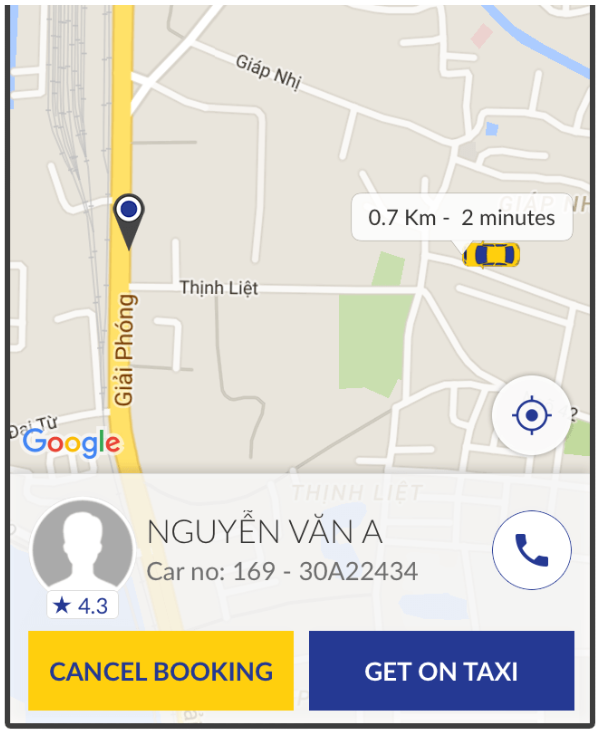 Giáp Nhị
GIÁP NH
0.7 Km - 2 minutes
Thịnh Liệt
Giải Phóng
Đại Từ
?
Google
THỊNH LIỆT
NGUYỄN VĂN A
Car no: 169 - 30A22434
★ 4.3
CANCEL BOOKING
GET ON TAXI